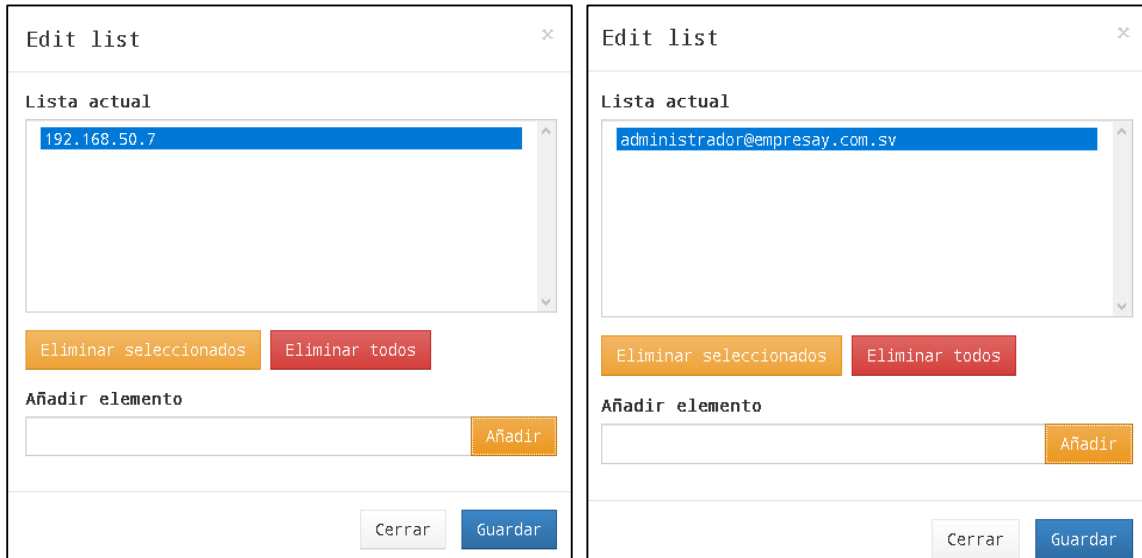 Edit list ×
Lista actual
192.168.50.7
Eliminar seleccionados Eliminar todos
Añadir elemento
Añadir
Cerrar Guardar
Edit list ×
Lista actual
administrador@empresay.com.sv
Eliminar seleccionados Eliminar todos
Añadir elemento
Añadir
Cerrar Guardar